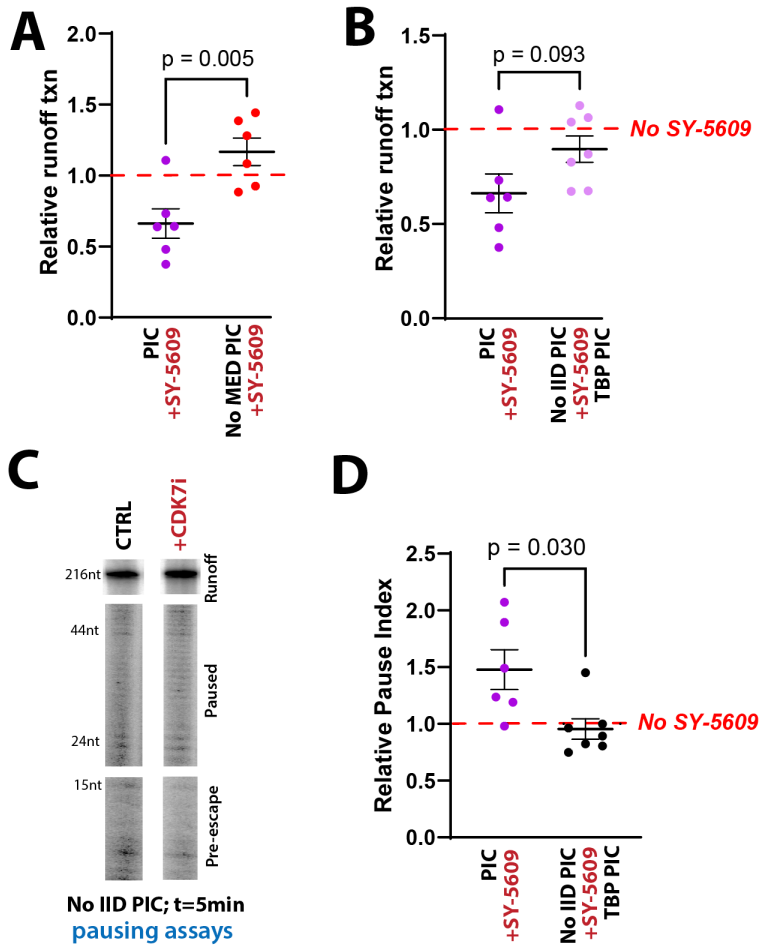 A
Relative runoff txn
2.0
1.5
1.0
0.5
0.0
p = 0.005
PIC
+SY-5609
No MED PIC
+SY-5609
B
Relative runoff txn
1.5
1.0
0.5
0.0
p = 0.093
No SY-5609
PIC
+SY-5609
No IID PIC
+SY-5609
TBP PIC
C
CTRL
+CDK7i
216nt
Runoff
44nt
Paused
24nt
15nt
Pre-escape
No IID PIC; t=5min
pausing assays
D
Relative Pause Index
2.5
2.0
1.5
1.0
0.5
0.0
p = 0.030
No SY-5609
PIC
+SY-5609
No IID PIC
+SY-5609
TBP PIC